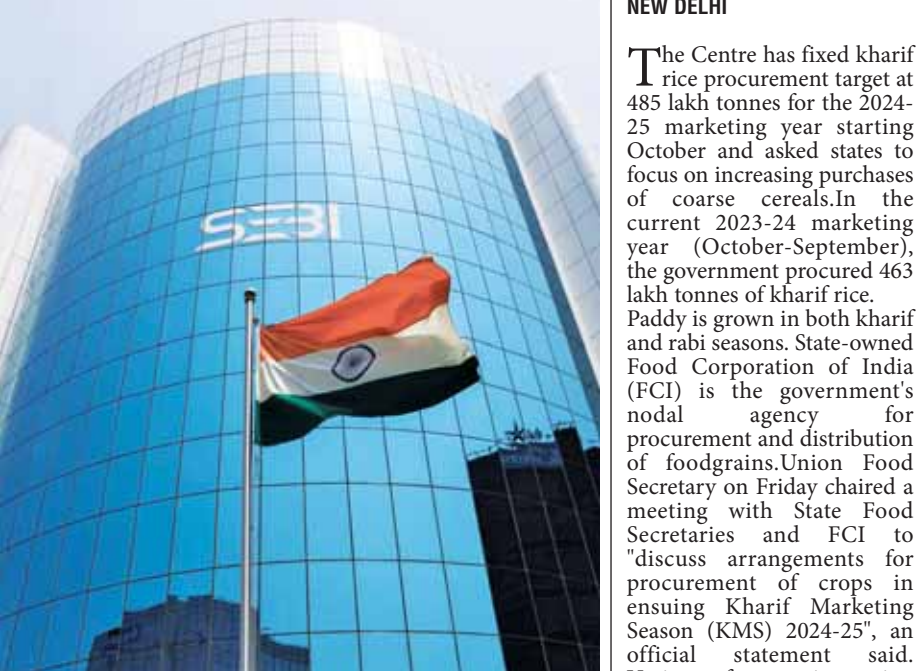 SEBI
NEW DELHI
The Centre has fixed kharif
rice procurement target at
485 lakh tonnes for the 2024-
25 marketing year starting
October and asked states to
focus on increasing purchases
of coarse cereals.In the
current 2023-24 marketing
year (October-September),
the government procured 463
lakh tonnes of kharif rice.
Paddy is grown in both kharif
and rabi seasons. State-owned
Food Corporation of India
(FCI) is the government's
nodal agency for
procurement and distribution
of foodgrains.Union Food
Secretary on Friday chaired a
meeting with State Food
Secretaries and FCI to
"discuss arrangements for
procurement of crops in
ensuing Kharif Marketing
Season (KMS) 2024-25", an
official statement said.